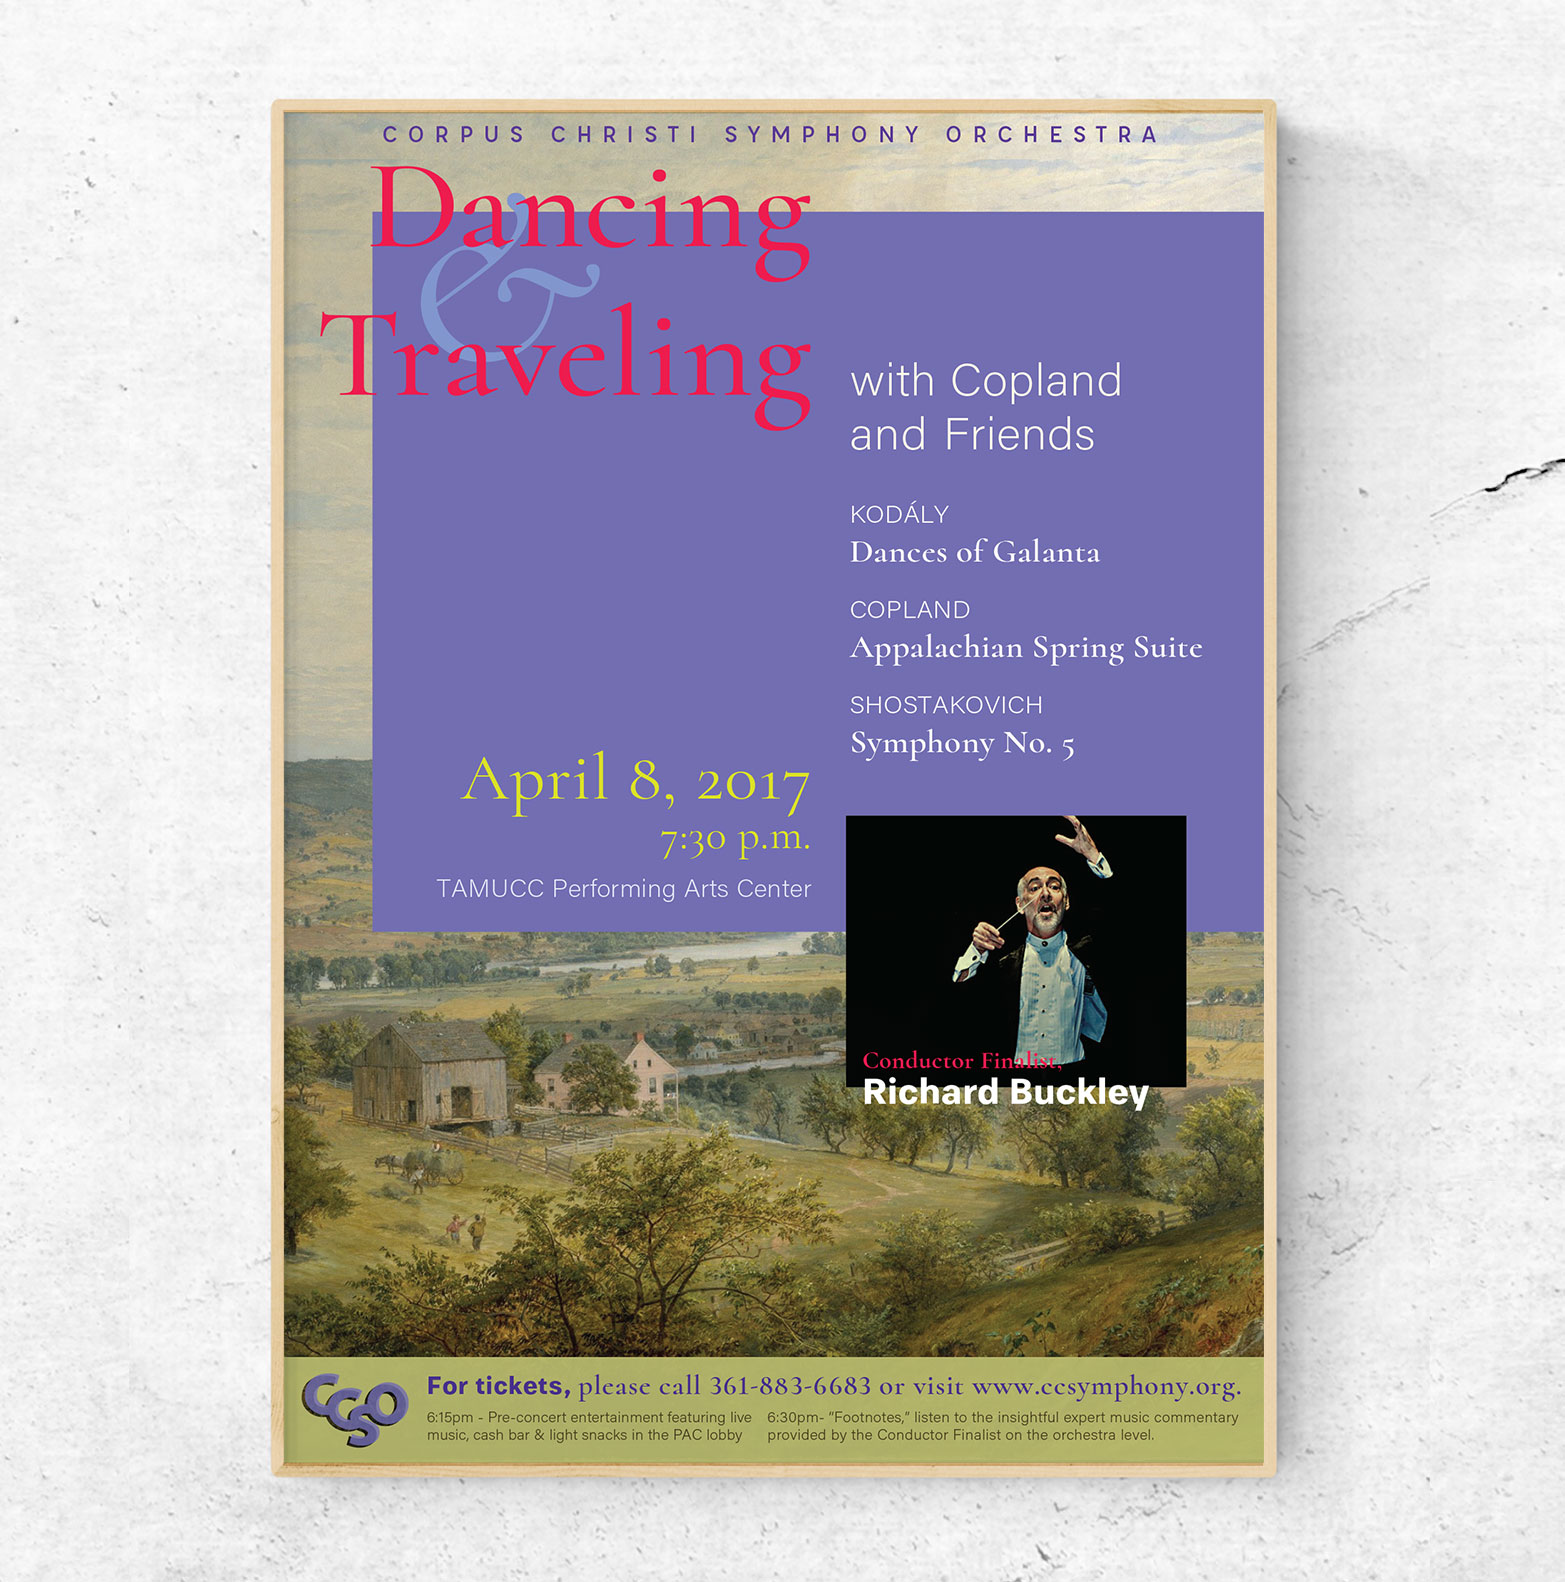 CORPUS CHRISTI SYMPHONY ORCHESTRA
Dancing
&
Traveling
with Copland
and Friends
KODÁLY
Dances of Galanta
COPLAND
Appalachian Spring Suite
SHOSTAKOVICH
Symphony No. 5
April 8, 2017
7:30 p.m.
TAMUCC Performing Arts Center
Conductor Finalist,
Richard Buckley
CCSO
For tickets, please call 361-883-6683 or visit www.ccsymphony.org.
6:15pm - Pre-concert entertainment featuring live
music, cash bar & light snacks in the PAC lobby
6:30pm- "Footnotes," listen to the insightful expert music commentary
provided by the Conductor Finalist on the orchestra level.